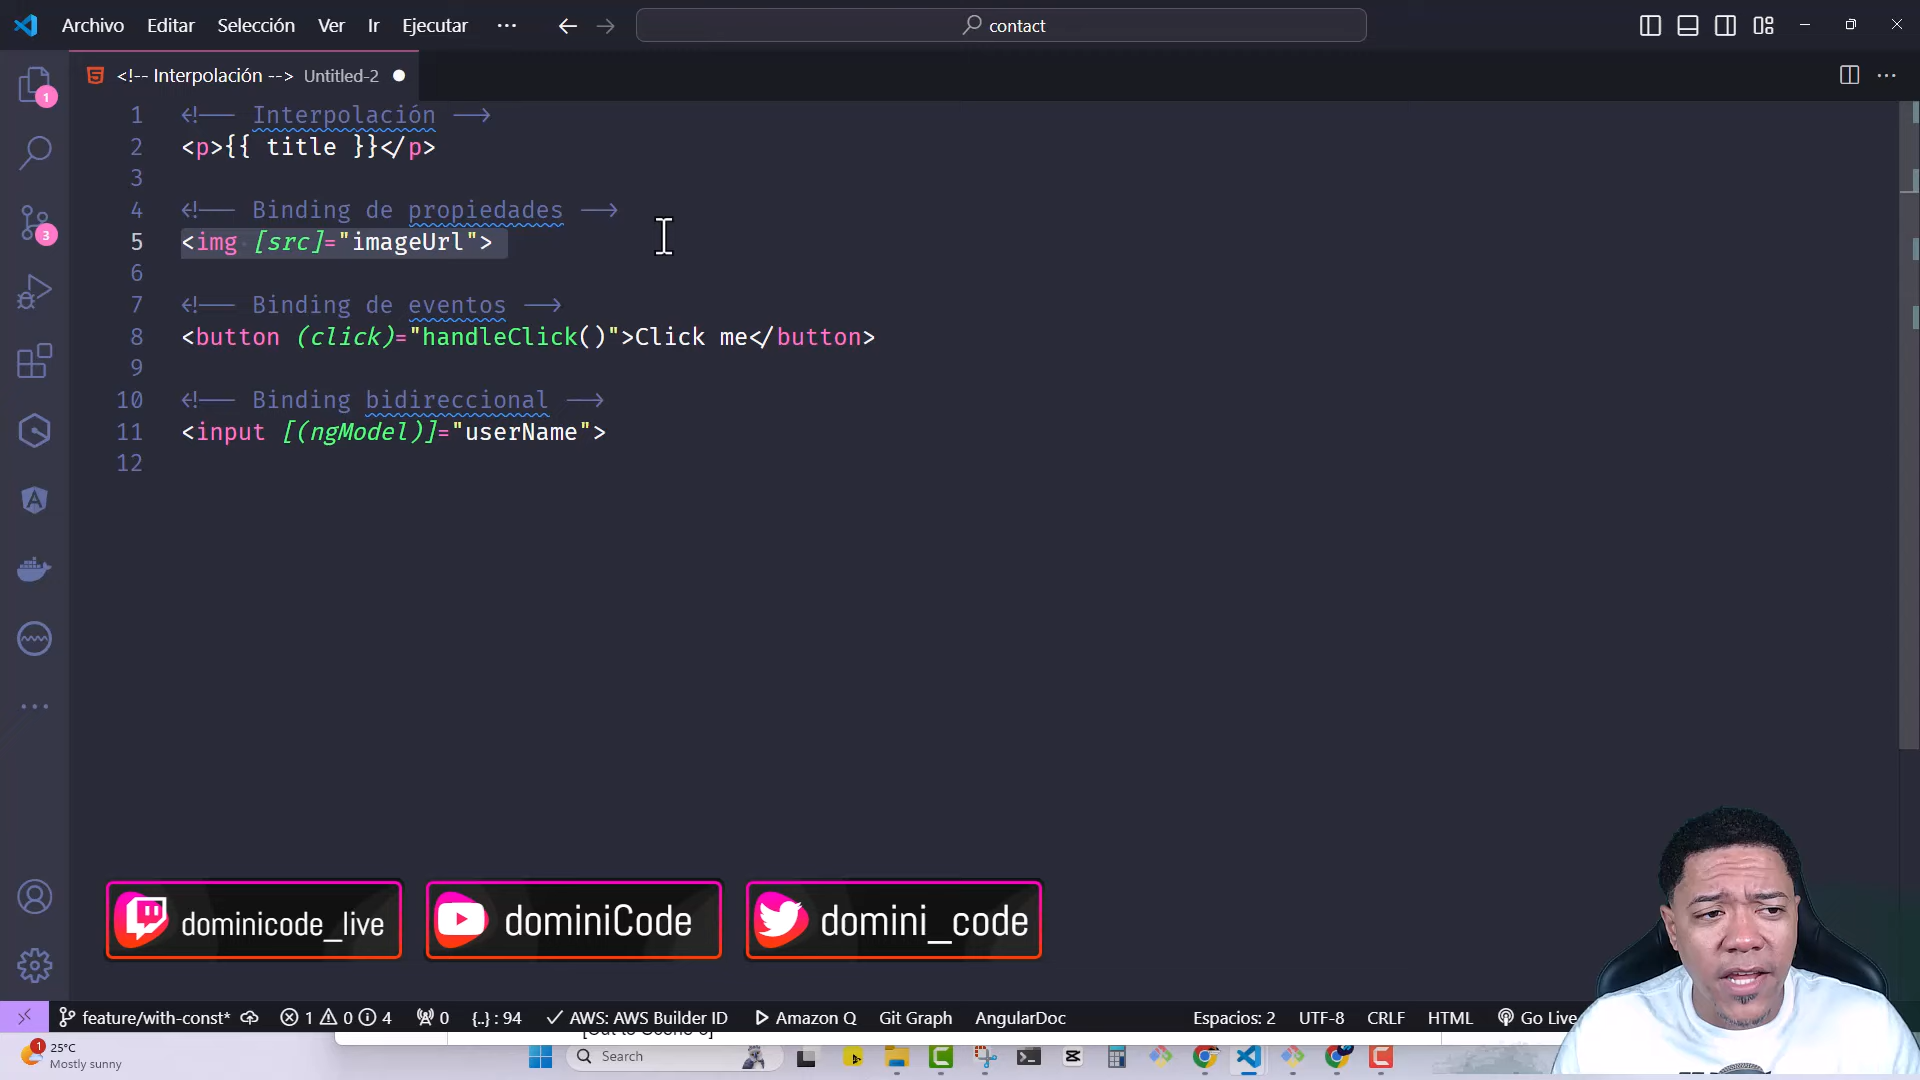 Archivo Editar Selección Ver Ir Ejecutar ···
contact
<!-- Interpolación --> Untitled-2
1 <!-- Interpolación -->
2 <p>{{ title }}</p>
3
4 <!-- Binding de propiedades -->
5 <img [src]="imageUrl">
6
7 <!-- Binding de eventos -->
8 <button (click)="handleClick()">Click me</button>
9
10 <!-- Binding bidireccional -->
11 <input [(ngModel)]="userName">
12
1
3
dominicode_live
dominiCode
domini_code
feature/with-const* 1 0 4 0 {..} : 94 AWS: AWS Builder ID Amazon Q Git Graph AngularDoc Espacios: 2 UTF-8 CRLF HTML Go Live
1 25°C
Mostly sunny
Search